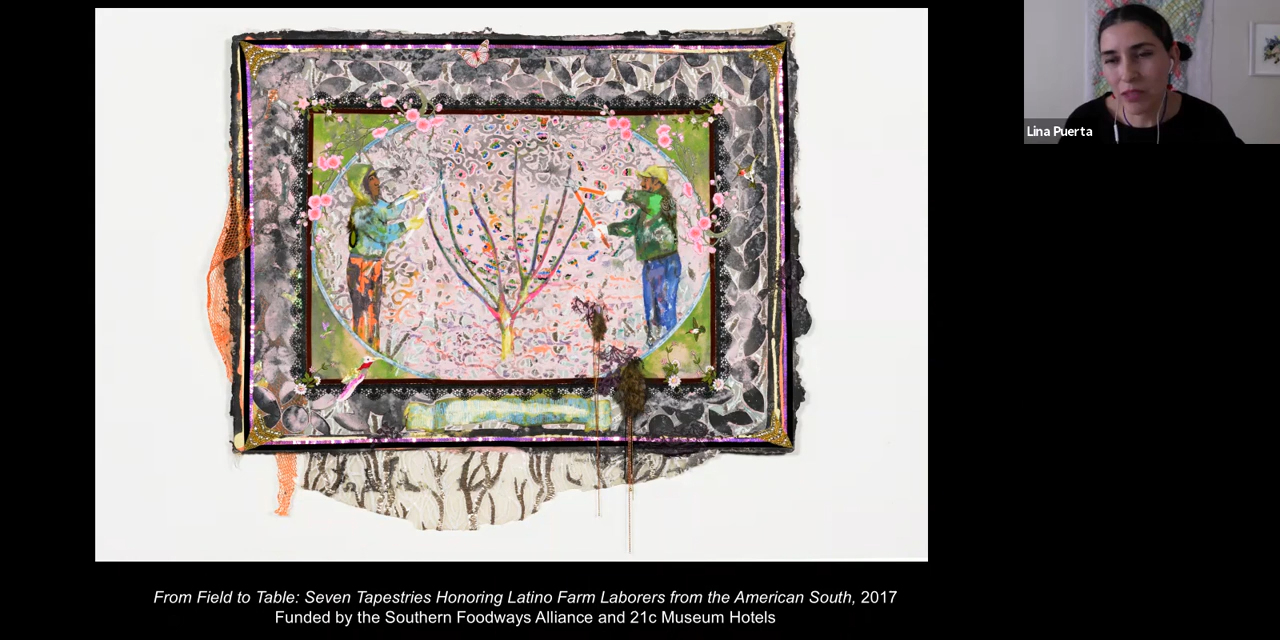 Lina Puerta
From Field to Table: Seven Tapestries Honoring Latino Farm Laborers from the American South, 2017
Funded by the Southern Foodways Alliance and 21c Museum Hotels